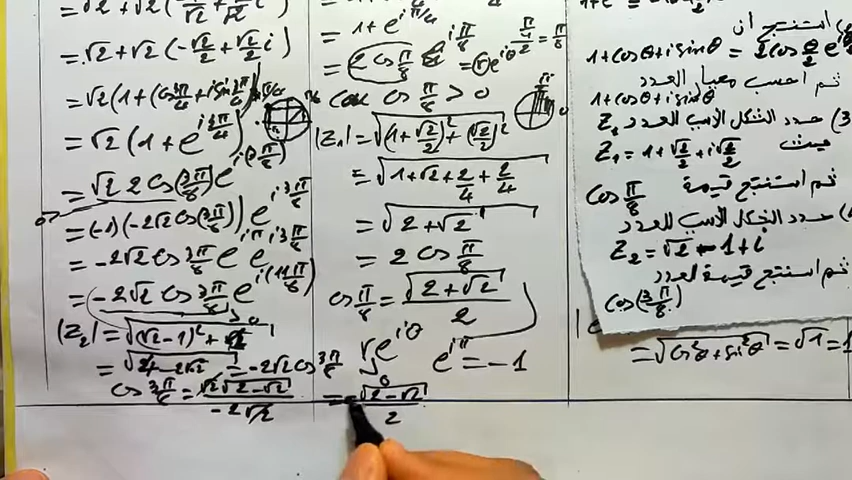 = √2 + √2 (-√2/2 + √2/2 i)
= √2 (1 + (cos 3π/4 + i sin 3π/4))
= √2 (1 + e^{i 3π/4})
= √2 2 cos(3π/8) e^{i(3π/8)}
= (-1)(-2√2 cos(3π/8)) e^{i 3π/8}
= -2√2 cos 3π/8 e^{iπ} e^{i 3π/8}
= -2√2 cos 3π/8 e^{i(11π/8)}
|Z₂| = √((√2-1)² +
= √(4-2√2) = -2√2 cos 3π/8
cos 3π/8 = √2 √(2-√2) / -2√2 = -√(2-√2) / 2
= 1 + e^{iπ/4}
= 2 cos π/8 e^{iπ/8} = r e^{iθ}
π/4 / 2 = π/8
cos π/8 > 0
|Z₁| = √((1+√2/2)² + (√2/2)²)
= √(1+√2+2/4+2/4)
= √(2+√2)
= 2 cos π/8
cos π/8 = √(2+√2) / 2
r e^{iθ} e^{iπ} = -1
استنتج ان
1+cosθ+isinθ = 2cos θ/2 e^{iθ/2}
ثم احسب معيار العدد
1+cosθ+isinθ
3) حدد الشكل الأسي للعدد Z₁
حيث Z₁ = 1+√2/2+i√2/2
ثم استنتج قيمة cos π/8
حدد الشكل الأسي للعدد
Z₂ = √2-1+i
ثم استنتج قيمة العدد
cos(3π/8)
= √(cos²θ+sin²θ) = √1 = 1